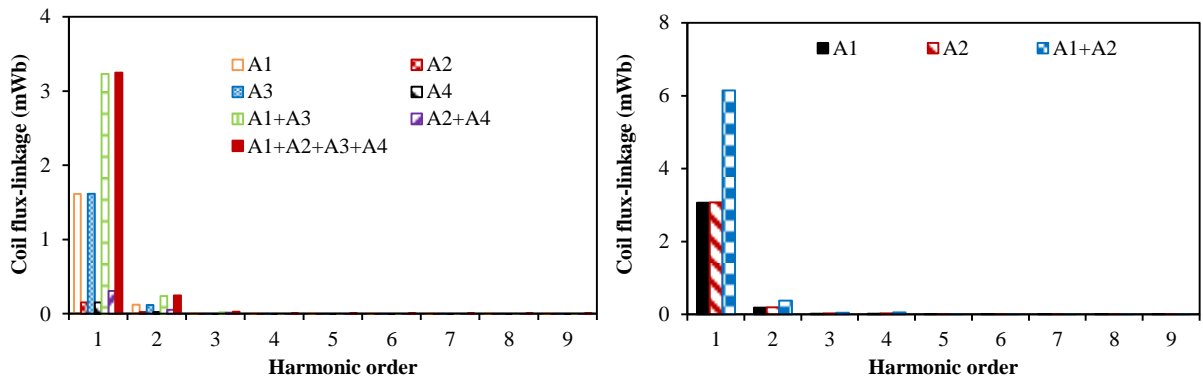 4
3
2
1
0
Coil flux-linkage (mWb)
A1 A2
A3 A4
A1+A3 A2+A4
A1+A2+A3+A4
1 2 3 4 5 6 7 8 9
Harmonic order
8
6
4
2
0
Coil flux-linkage (mWb)
A1 A2 A1+A2
1 2 3 4 5 6 7 8 9
Harmonic order